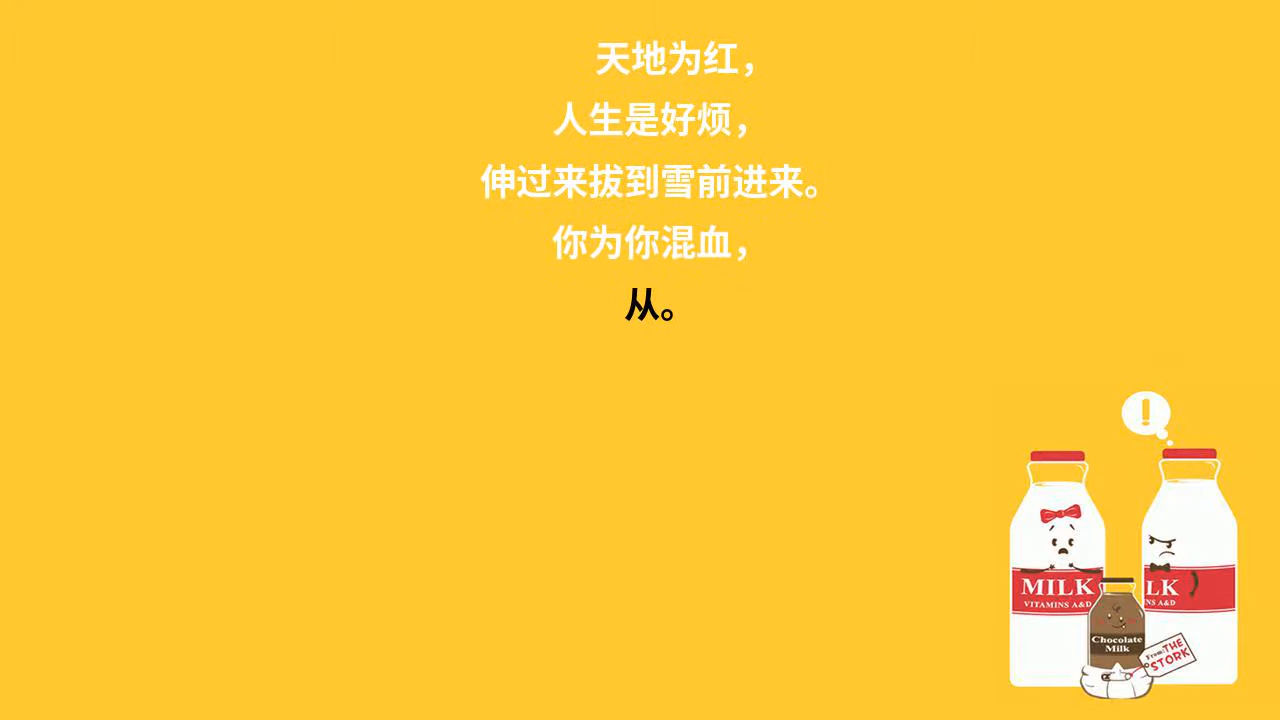 天地为红，
人生是好烦，
伸过来拔到雪前进来。
你为你混血，
从。
!
MILK
VITAMINS A&D
LK
NS A&D
Chocolate
Milk
From: THE
STORK